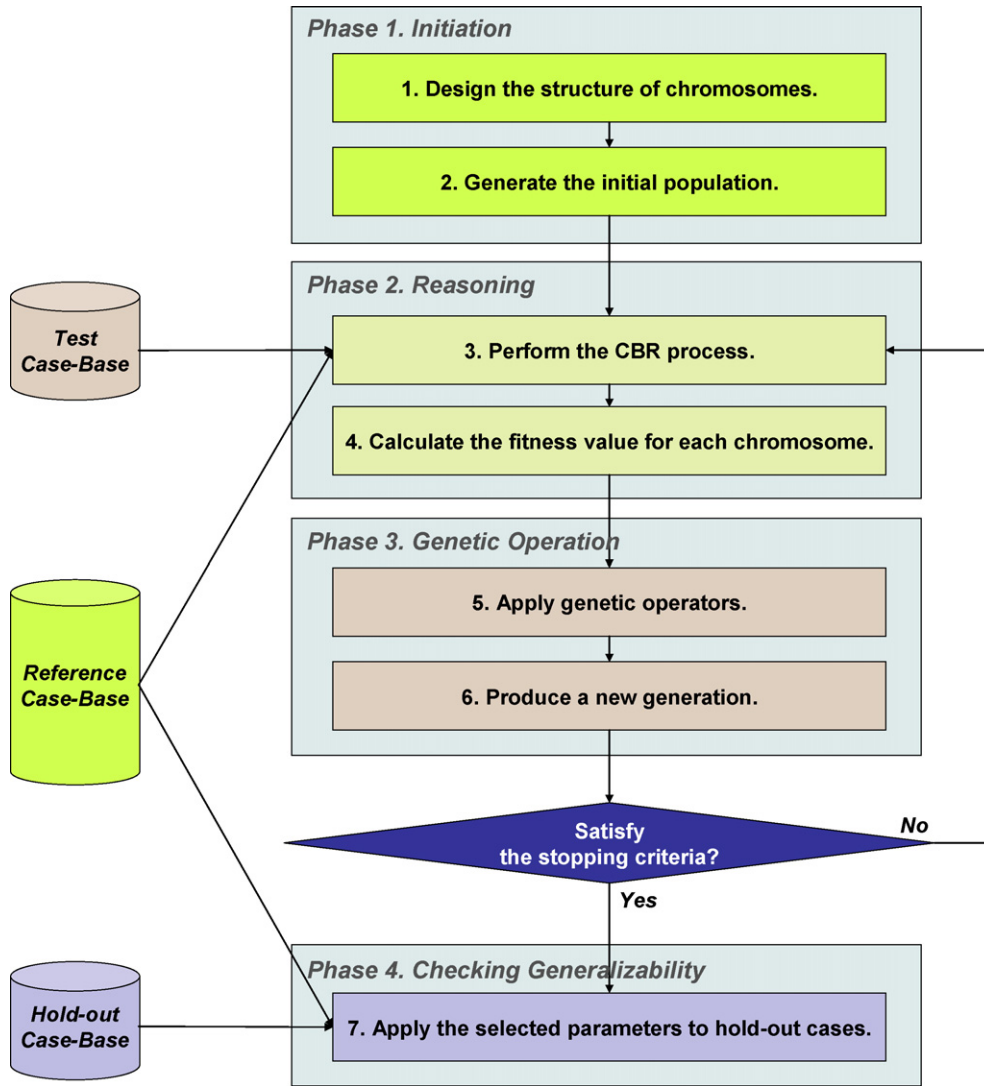 Phase 1. Initiation
1. Design the structure of chromosomes.
2. Generate the initial population.
Phase 2. Reasoning
Test
Case-Base
3. Perform the CBR process.
4. Calculate the fitness value for each chromosome.
Phase 3. Genetic Operation
5. Apply genetic operators.
Reference
Case-Base
6. Produce a new generation.
Satisfy
the stopping criteria?
No
Yes
Phase 4. Checking Generalizability
Hold-out
Case-Base
7. Apply the selected parameters to hold-out cases.